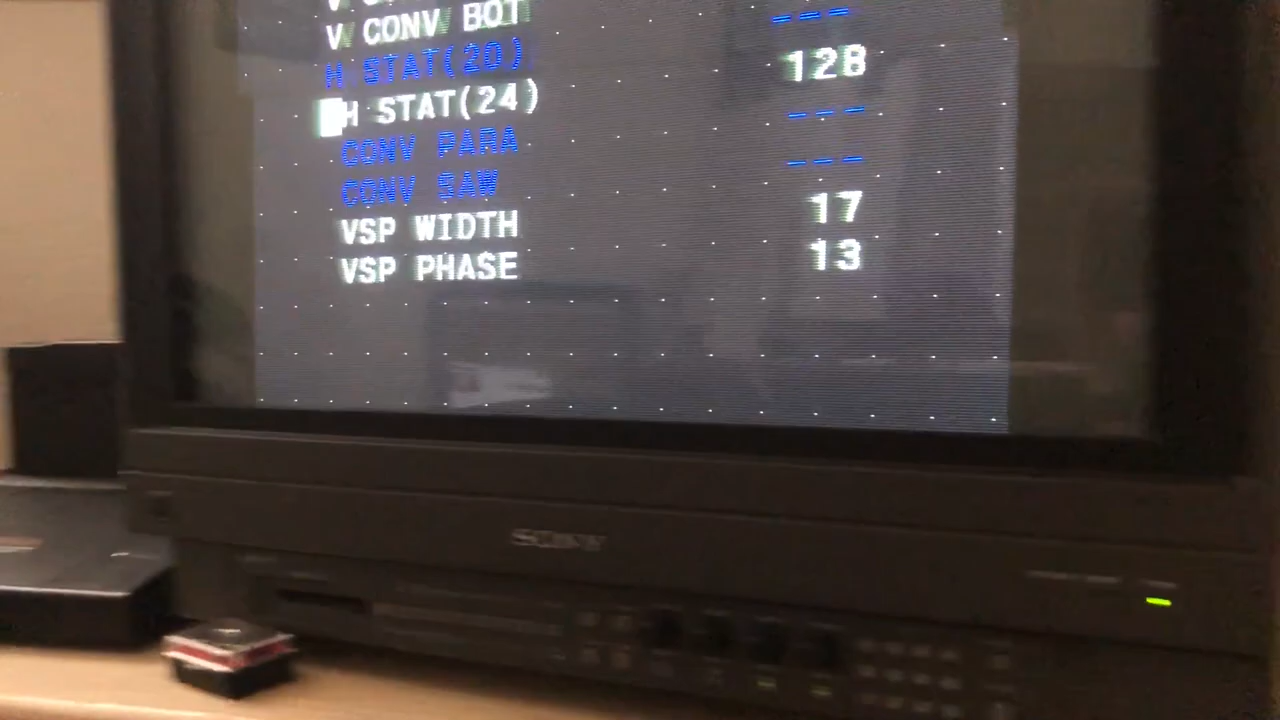 V CONV BOT ---
H STAT(20) 128
H STAT(24) ---
CONV PARA ---
CONV SAW 17
VSP WIDTH 13
VSP PHASE
SONY